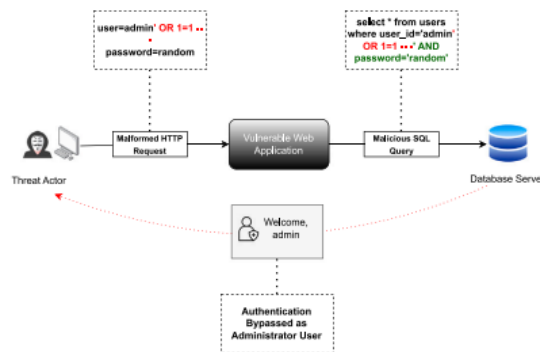 user=admin' OR 1=1 --
-
password=random
select * from users
where user_id='admin'
OR 1=1 -- -' AND
password='random'
Malformed HTTP
Request
Vulnerable Web
Application
Malicious SQL
Query
Threat Actor
Database Server
Welcome,
admin
Authentication
Bypassed as
Administrator User